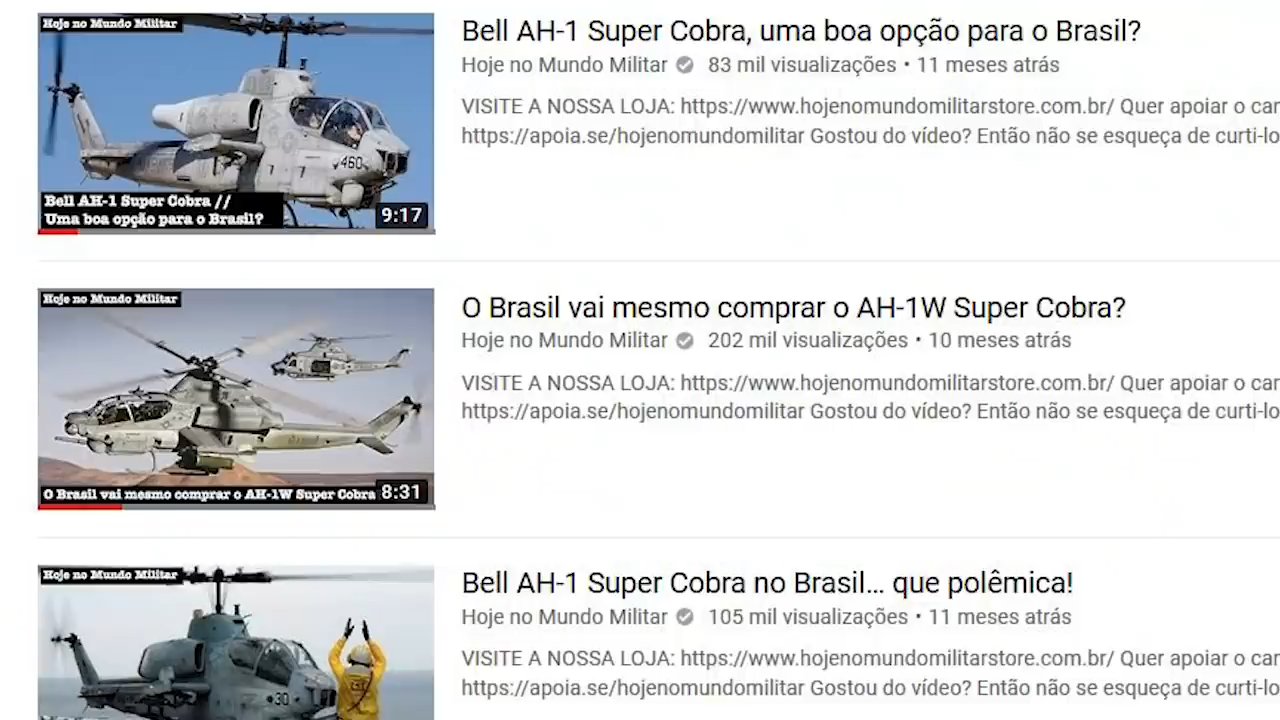 Hoje no Mundo Militar
460
Bell AH-1 Super Cobra //
Uma boa opção para o Brasil?
9:17
Bell AH-1 Super Cobra, uma boa opção para o Brasil?
Hoje no Mundo Militar 83 mil visualizações • 11 meses atrás
VISITE A NOSSA LOJA: https://www.hojenomundomilitarstore.com.br/ Quer apoiar o can
https://apoia.se/hojenomundomilitar Gostou do vídeo? Então não se esqueça de curti-lo
Hoje no Mundo Militar
O Brasil vai mesmo comprar o AH-1W Super Cobra
8:31
O Brasil vai mesmo comprar o AH-1W Super Cobra?
Hoje no Mundo Militar 202 mil visualizações • 10 meses atrás
VISITE A NOSSA LOJA: https://www.hojenomundomilitarstore.com.br/ Quer apoiar o can
https://apoia.se/hojenomundomilitar Gostou do vídeo? Então não se esqueça de curti-lo
Hoje no Mundo Militar
30
Bell AH-1 Super Cobra no Brasil... que polêmica!
Hoje no Mundo Militar 105 mil visualizações • 11 meses atrás
VISITE A NOSSA LOJA: https://www.hojenomundomilitarstore.com.br/ Quer apoiar o can
https://apoia.se/hojenomundomilitar Gostou do vídeo? Então não se esqueça de curti-lo